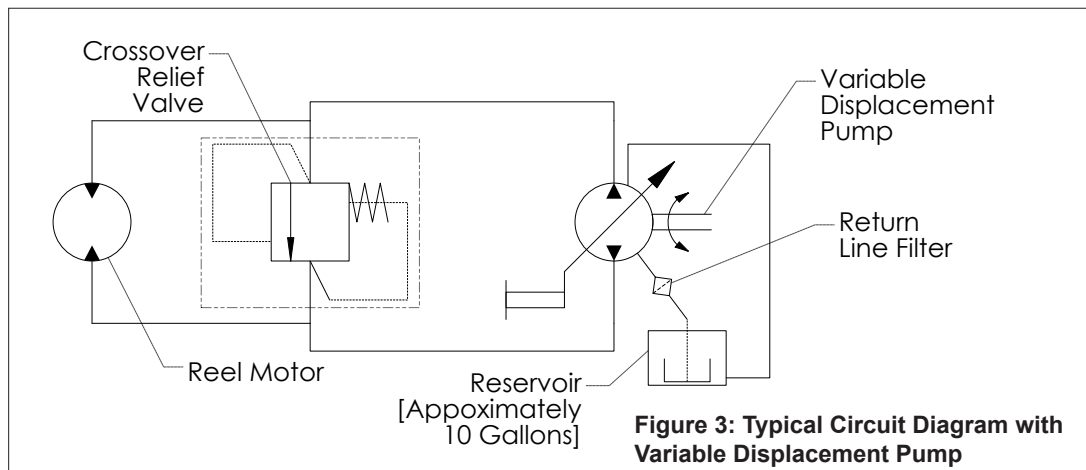 Crossover
Relief
Valve
Variable
Displacement
Pump
Return
Line Filter
Reel Motor
Reservoir
[Appoximately
10 Gallons]
Figure 3: Typical Circuit Diagram with
Variable Displacement Pump